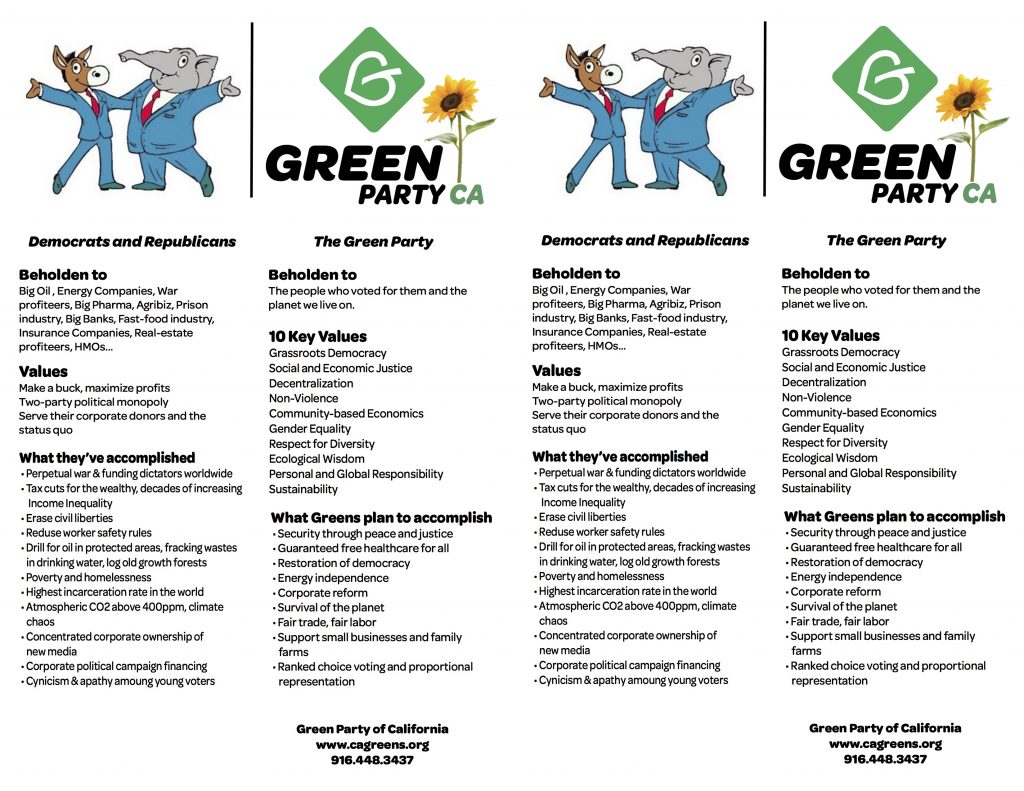 GREEN
PARTY CA
Democrats and Republicans
Beholden to
Big Oil , Energy Companies, War
profiteers, Big Pharma, Agribiz, Prison
industry, Big Banks, Fast-food industry,
Insurance Companies, Real-estate
profiteers, HMOs...
Values
Make a buck, maximize profits
Two-party political monopoly
Serve their corporate donors and the
status quo
What they've accomplished
• Perpetual war & funding dictators worldwide
• Tax cuts for the wealthy, decades of increasing
Income Inequality
• Erase civil liberties
• Reduse worker safety rules
• Drill for oil in protected areas, fracking wastes
in drinking water, log old growth forests
• Poverty and homelessness
• Highest incarceration rate in the world
• Atmospheric CO2 above 400ppm, climate
chaos
• Concentrated corporate ownership of
new media
• Corporate political campaign financing
• Cynicism & apathy amoung young voters
The Green Party
Beholden to
The people who voted for them and the
planet we live on.
10 Key Values
Grassroots Democracy
Social and Economic Justice
Decentralization
Non-Violence
Community-based Economics
Gender Equality
Respect for Diversity
Ecological Wisdom
Personal and Global Responsibility
Sustainability
What Greens plan to accomplish
• Security through peace and justice
• Guaranteed free healthcare for all
• Restoration of democracy
• Energy independence
• Corporate reform
• Survival of the planet
• Fair trade, fair labor
• Support small businesses and family
farms
• Ranked choice voting and proportional
representation
Green Party of California
www.cagreens.org
916.448.3437
GREEN
PARTY CA
Democrats and Republicans
Beholden to
Big Oil , Energy Companies, War
profiteers, Big Pharma, Agribiz, Prison
industry, Big Banks, Fast-food industry,
Insurance Companies, Real-estate
profiteers, HMOs...
Values
Make a buck, maximize profits
Two-party political monopoly
Serve their corporate donors and the
status quo
What they've accomplished
• Perpetual war & funding dictators worldwide
• Tax cuts for the wealthy, decades of increasing
Income Inequality
• Erase civil liberties
• Reduse worker safety rules
• Drill for oil in protected areas, fracking wastes
in drinking water, log old growth forests
• Poverty and homelessness
• Highest incarceration rate in the world
• Atmospheric CO2 above 400ppm, climate
chaos
• Concentrated corporate ownership of
new media
• Corporate political campaign financing
• Cynicism & apathy amoung young voters
The Green Party
Beholden to
The people who voted for them and the
planet we live on.
10 Key Values
Grassroots Democracy
Social and Economic Justice
Decentralization
Non-Violence
Community-based Economics
Gender Equality
Respect for Diversity
Ecological Wisdom
Personal and Global Responsibility
Sustainability
What Greens plan to accomplish
• Security through peace and justice
• Guaranteed free healthcare for all
• Restoration of democracy
• Energy independence
• Corporate reform
• Survival of the planet
• Fair trade, fair labor
• Support small businesses and family
farms
• Ranked choice voting and proportional
representation
Green Party of California
www.cagreens.org
916.448.3437